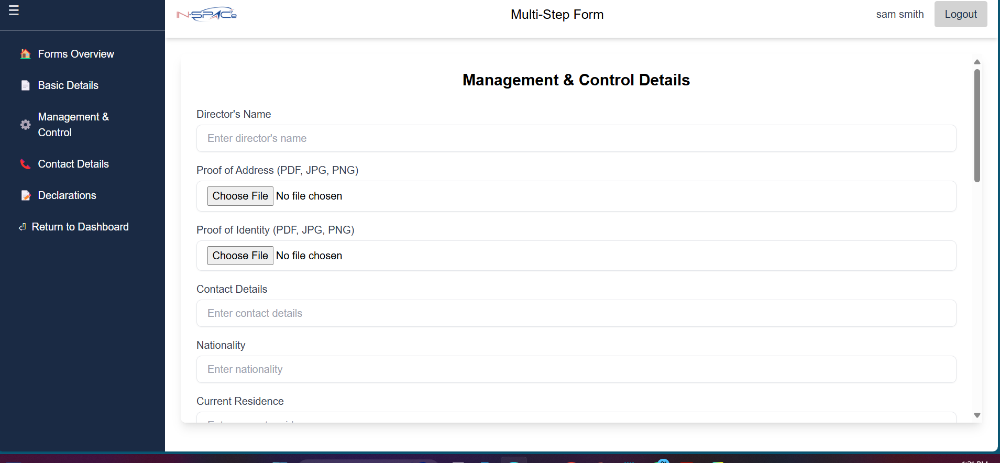 IN-SPACe
Multi-Step Form
sam smith
Logout
Forms Overview
Basic Details
Management &
Control
Contact Details
Declarations
Return to Dashboard
Management & Control Details
Director's Name
Enter director's name
Proof of Address (PDF, JPG, PNG)
Choose File No file chosen
Proof of Identity (PDF, JPG, PNG)
Choose File No file chosen
Contact Details
Enter contact details
Nationality
Enter nationality
Current Residence